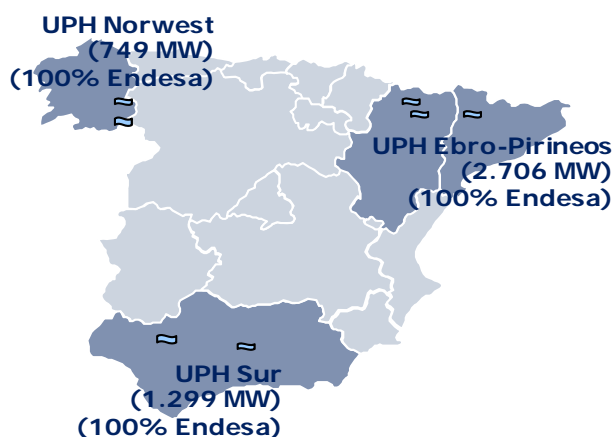 UPH Norwest
(749 MW)
(100% Endesa)
UPH Ebro-Pirineos
(2.706 MW)
(100% Endesa)
UPH Sur
(1.299 MW)
(100% Endesa)